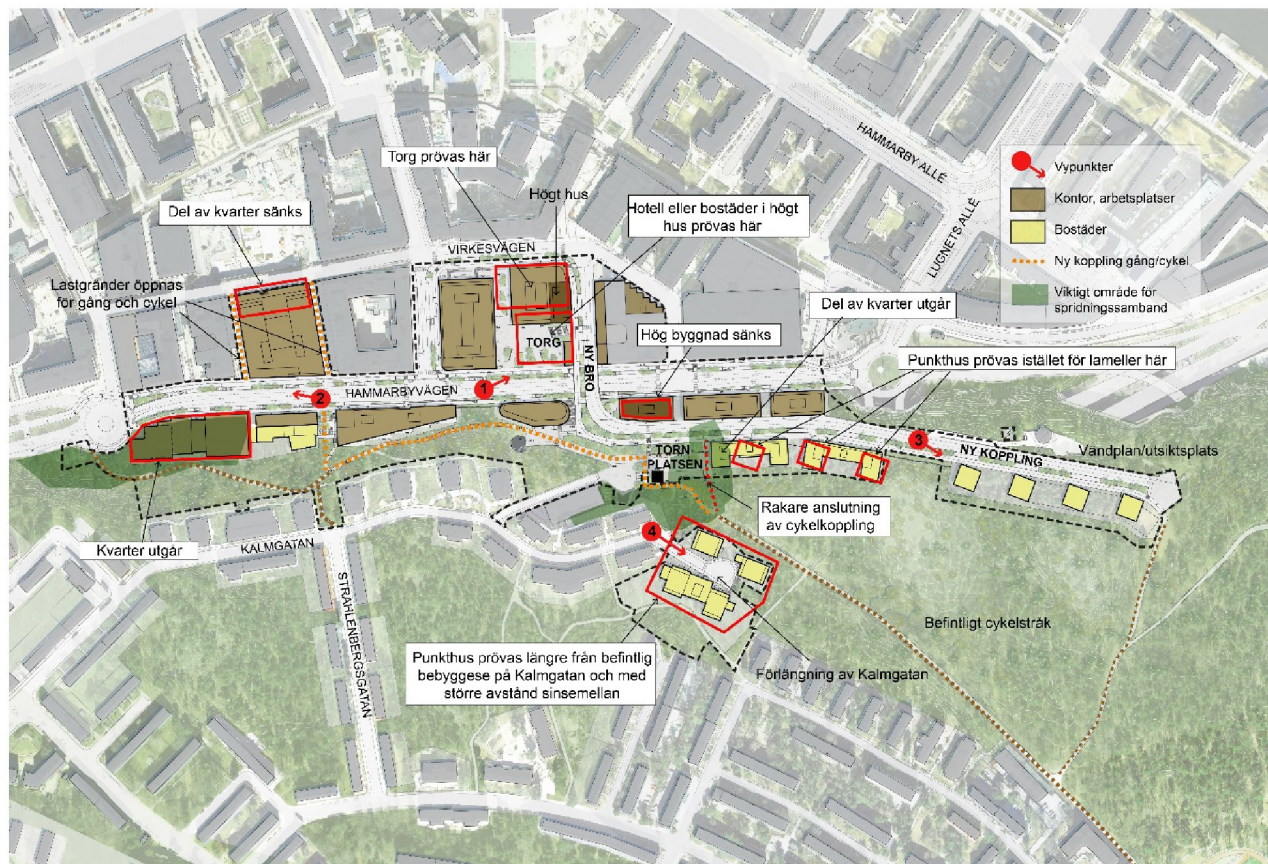 Torg prövas här
Högt hus
Del av kvarter sänks
Hotell eller bostäder i högt
hus prövas här
VIRKESVÄGEN
Lastgränder öppnas
för gång och cykel
HAMMARBY ALLÉ
LUGNETS ALLÉ
Vypunkter
Kontor, arbetsplatser
Bostäder
Ny koppling gång/cykel
Viktigt område för
spridningssamband
Del av kvarter utgår
Hög byggnad sänks
Punkthus prövas istället för lameller här
TORG
NY BRO
1
HAMMARBYVÄGEN
2
3
NY KOPPLING
Vändplan/utsiktsplats
TORN
PLATSEN
Rakare anslutning
av cykelkoppling
Kvarter utgår
KALMGATAN
4
STRAHLENBERGSGATAN
Befintligt cykelstråk
Punkthus prövas längre från befintlig
bebyggese på Kalmgatan och med
större avstånd sinsemellan
Förlängning av Kalmgatan